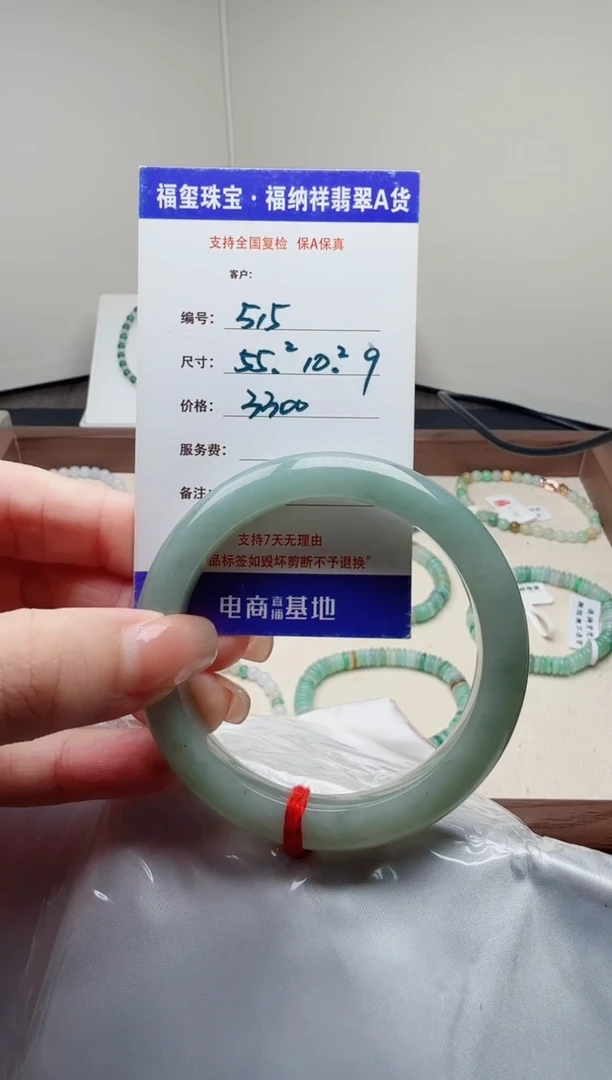 福玺珠宝·福纳祥翡翠A货
支持全国复检 保A保真
客户：
编号：515
尺寸：55.² 10.² 9
价格：3300
服务费：
备注：
支持7天无理由
品标签如毁坏剪断不予退换”
电商直播基地